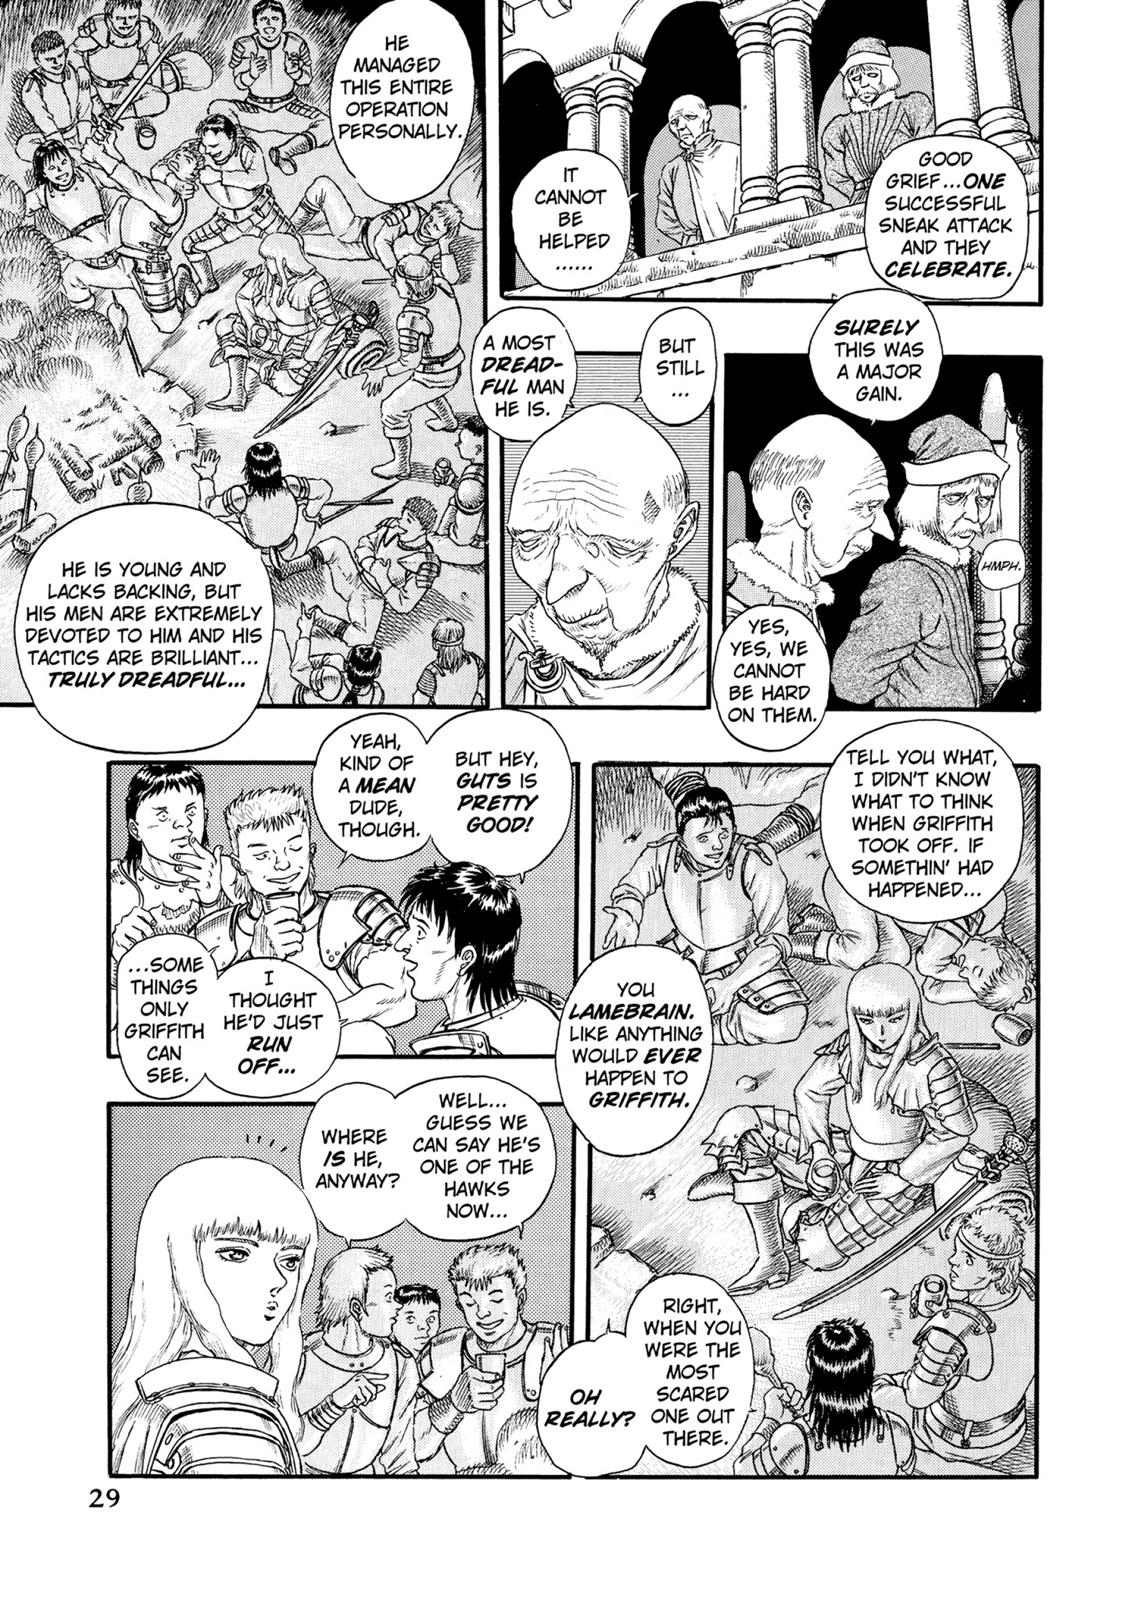 GOOD
GRIEF...ONE
SUCCESSFUL
SNEAK ATTACK
AND THEY
CELEBRATE.
IT
CANNOT
BE
HELPED
......
SURELY
THIS WAS
A MAJOR
GAIN.
HMPH.
YES,
YES, WE
CANNOT
BE HARD
ON THEM.
BUT
STILL
...
A MOST
DREAD-
FUL MAN
HE IS.
HE
MANAGED
THIS ENTIRE
OPERATION
PERSONALLY.
HE IS YOUNG AND
LACKS BACKING, BUT
HIS MEN ARE EXTREMELY
DEVOTED TO HIM AND HIS
TACTICS ARE BRILLIANT...
TRULY DREADFUL...
TELL YOU WHAT,
I DIDN'T KNOW
WHAT TO THINK
WHEN GRIFFITH
TOOK OFF. IF
SOMETHIN' HAD
HAPPENED...
YOU
LAMEBRAIN.
LIKE ANYTHING
WOULD EVER
HAPPEN TO
GRIFFITH.
RIGHT,
WHEN YOU
WERE THE
MOST
SCARED
ONE OUT
THERE.
OH
REALLY?
BUT HEY,
GUTS IS
PRETTY
GOOD!
YEAH,
KIND OF
A MEAN
DUDE,
THOUGH.
I
THOUGHT
HE'D JUST
RUN
OFF...
...SOME
THINGS
ONLY
GRIFFITH
CAN
SEE.
WELL...
GUESS WE
CAN SAY HE'S
ONE OF THE
HAWKS
NOW...
WHERE
IS HE,
ANYWAY?
29